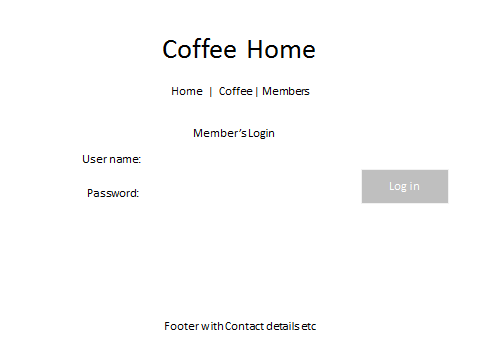 Coffee Home
Home | Coffee | Members
Member's Login
User name:
Password:
Log in
Footer with Contact details etc